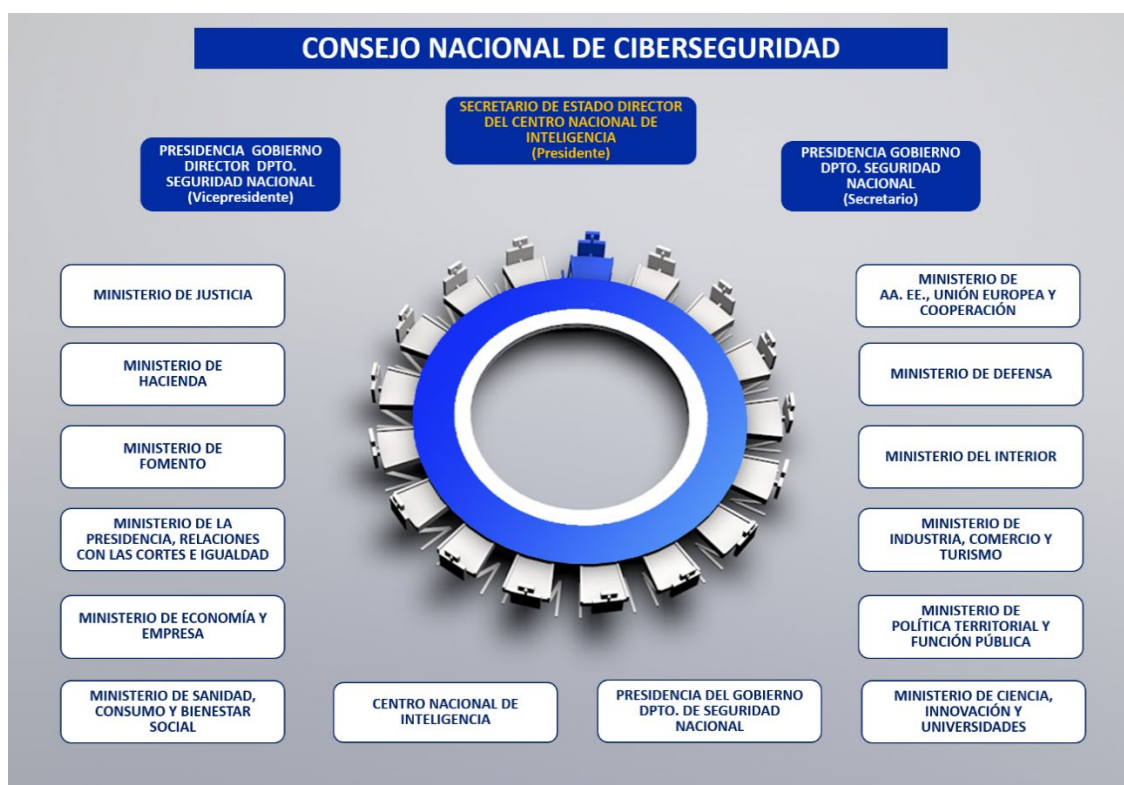 CONSEJO NACIONAL DE CIBERSEGURIDAD
SECRETARIO DE ESTADO DIRECTOR
DEL CENTRO NACIONAL DE
INTELIGENCIA
(Presidente)
PRESIDENCIA GOBIERNO
DIRECTOR DPTO.
SEGURIDAD NACIONAL
(Vicepresidente)
PRESIDENCIA GOBIERNO
DPTO. SEGURIDAD
NACIONAL
(Secretario)
MINISTERIO DE JUSTICIA
MINISTERIO DE
HACIENDA
MINISTERIO DE
FOMENTO
MINISTERIO DE LA
PRESIDENCIA, RELACIONES
CON LAS CORTES E IGUALDAD
MINISTERIO DE ECONOMÍA Y
EMPRESA
MINISTERIO DE SANIDAD,
CONSUMO Y BIENESTAR
SOCIAL
CENTRO NACIONAL DE
INTELIGENCIA
PRESIDENCIA DEL GOBIERNO
DPTO. DE SEGURIDAD
NACIONAL
MINISTERIO DE
AA. EE., UNIÓN EUROPEA Y
COOPERACIÓN
MINISTERIO DE DEFENSA
MINISTERIO DEL INTERIOR
MINISTERIO DE
INDUSTRIA, COMERCIO Y
TURISMO
MINISTERIO DE
POLÍTICA TERRITORIAL Y
FUNCIÓN PÚBLICA
MINISTERIO DE CIENCIA,
INNOVACIÓN Y
UNIVERSIDADES